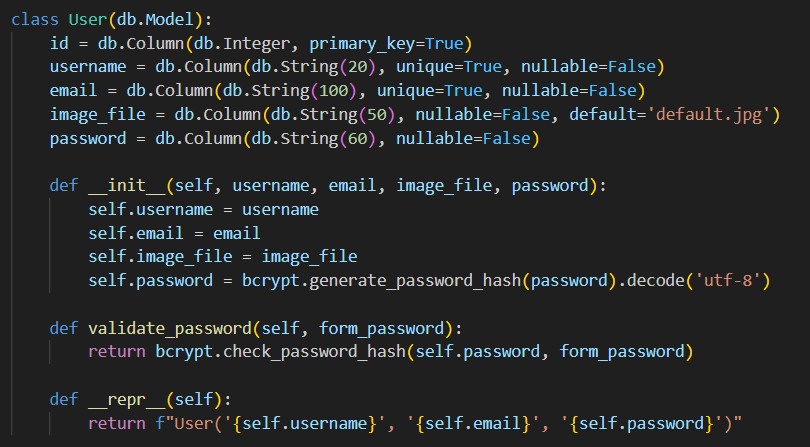 class User(db.Model):
    id = db.Column(db.Integer, primary_key=True)
    username = db.Column(db.String(20), unique=True, nullable=False)
    email = db.Column(db.String(100), unique=True, nullable=False)
    image_file = db.Column(db.String(50), nullable=False, default='default.jpg')
    password = db.Column(db.String(60), nullable=False)

    def __init__(self, username, email, image_file, password):
        self.username = username
        self.email = email
        self.image_file = image_file
        self.password = bcrypt.generate_password_hash(password).decode('utf-8')

    def validate_password(self, form_password):
        return bcrypt.check_password_hash(self.password, form_password)

    def __repr__(self):
        return f"User('{self.username}', '{self.email}', '{self.password}')"